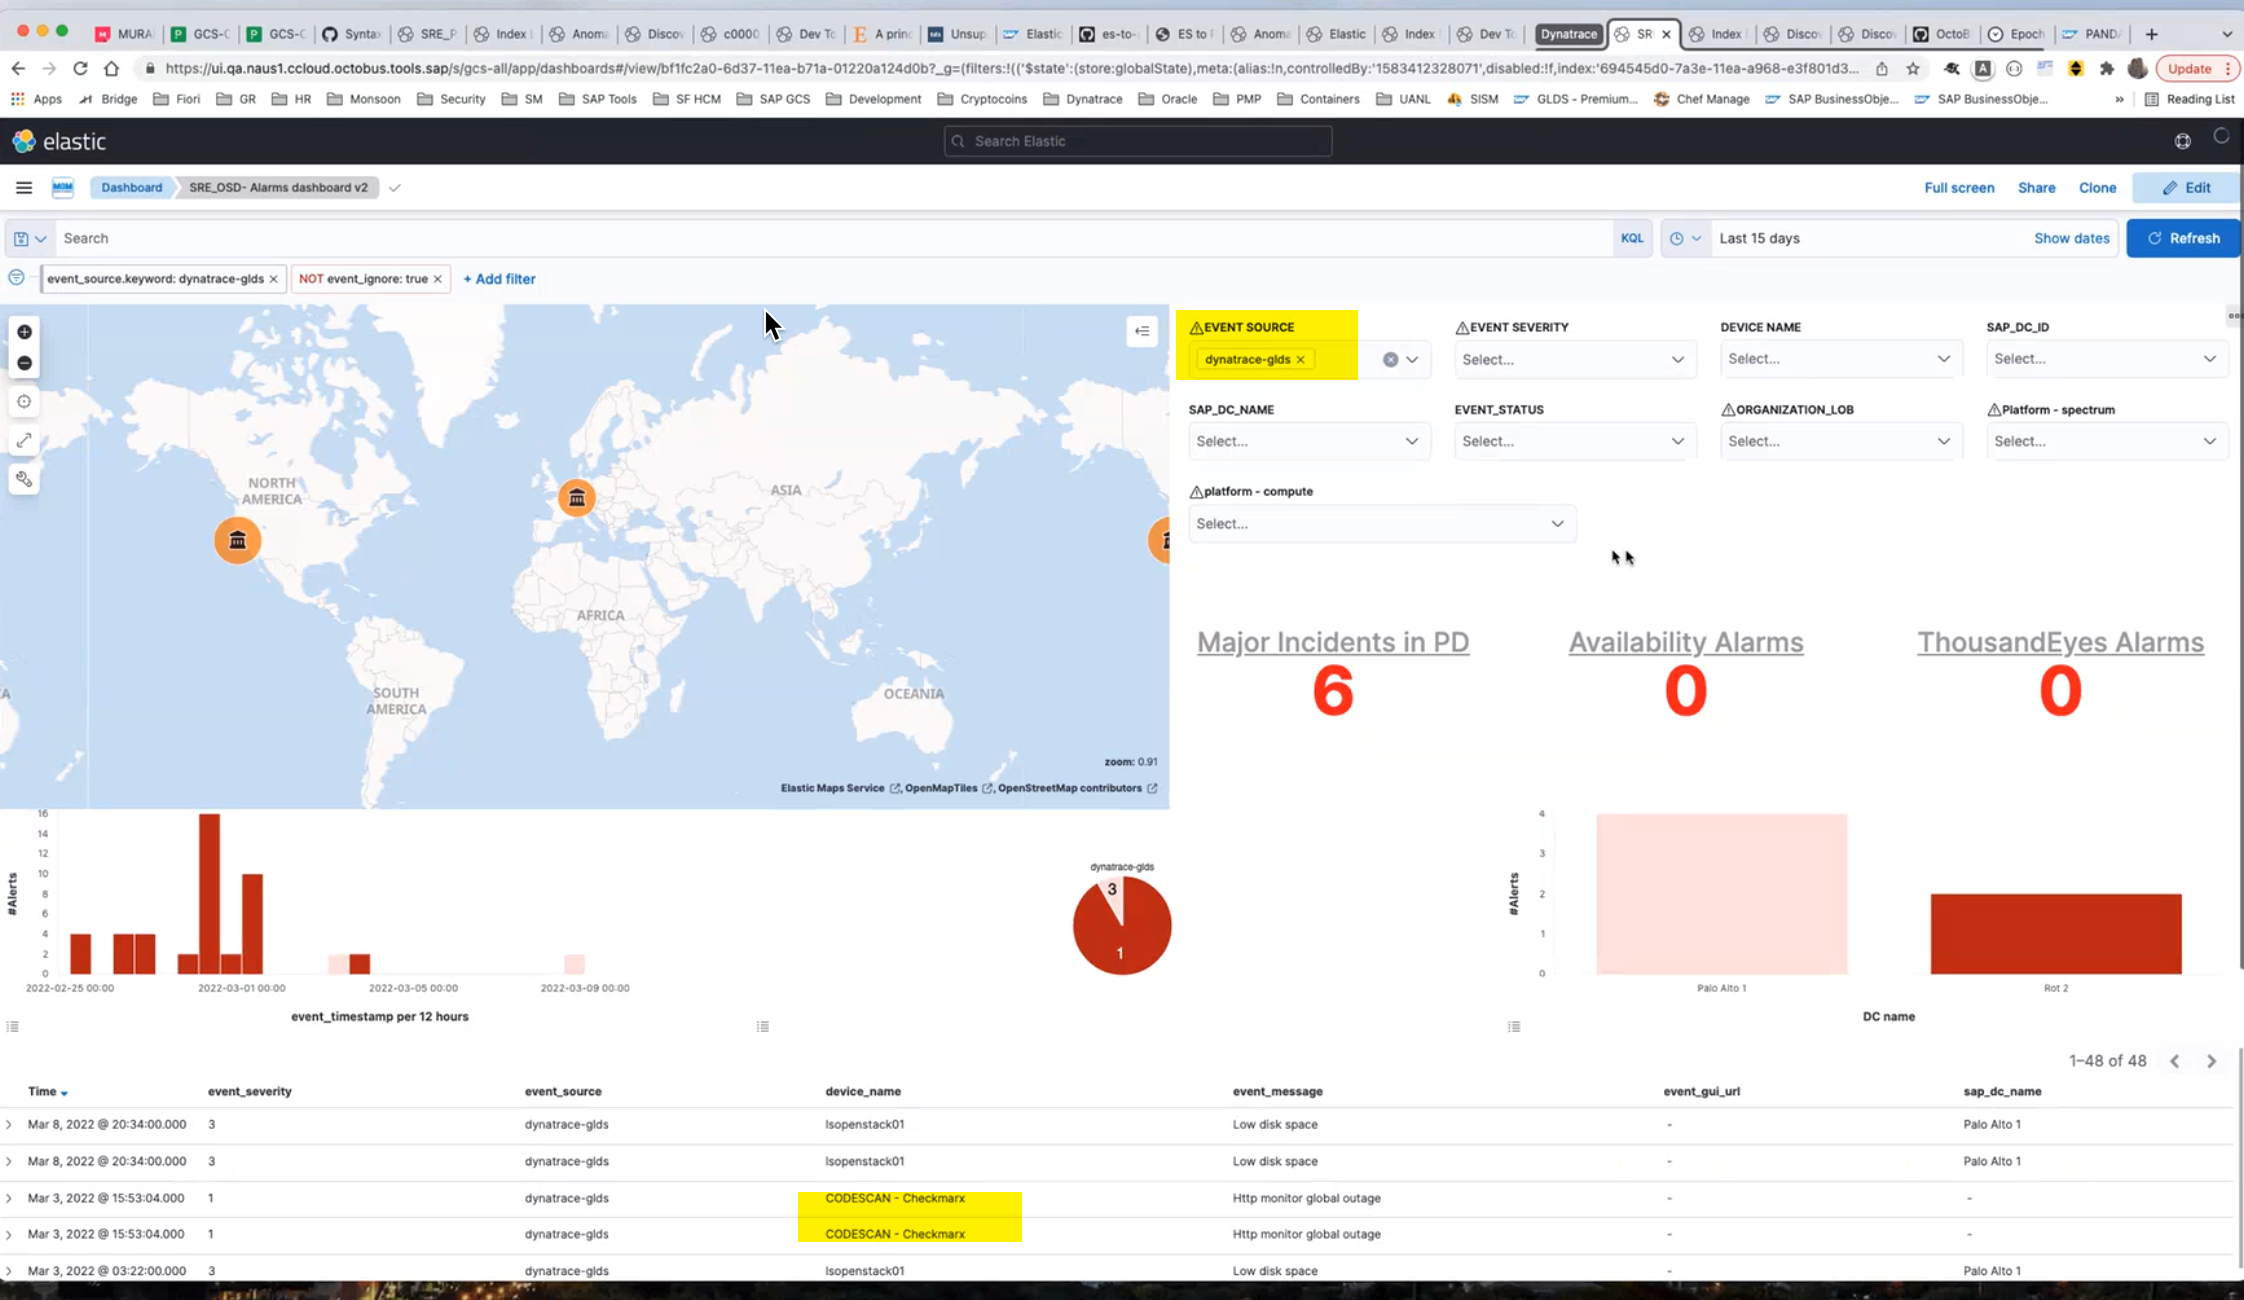 MURA
GCS-C
GCS-C
Synta
SRE_P
Index
Anoma
Discov
c0000
Dev To
A princ
Unsup
Elastic
es-to-
ES to
Anoma
Elastic
Index
Dev To
Dynatrace
SR
Index
Discov
Discov
OctoB
Epoch
PAND
https://ui.qa.naus1.ccloud.octobus.tools.sap/s/gcs-all/app/dashboards#/view/bf1fc2a0-6d37-11ea-b71a-01220a124d0b?_g=(filters:!(('$state':(store:globalState),meta:(alias:!n,controlledBy:'1583412328071',disabled:!f,index:'694545d0-7a3e-11ea-a968-e3f801d3...
Update
Apps
Bridge
Fiori
GR
HR
Monsoon
Security
SM
SAP Tools
SF HCM
SAP GCS
Development
Cryptocoins
Dynatrace
Oracle
PMP
Containers
UANL
SISM
GLDS - Premium...
Chef Manage
SAP BusinessObje...
SAP BusinessObje...
»
Reading List
elastic
Search Elastic
MGM
Dashboard
SRE_OSD- Alarms dashboard v2
Full screen
Share
Clone
Edit
Search
KQL
Last 15 days
Show dates
Refresh
event_source.keyword: dynatrace-glds ×
NOT event_ignore: true ×
+ Add filter
NORTH
AMERICA
ASIA
AFRICA
SOUTH
AMERICA
OCEANIA
zoom: 0.91
Elastic Maps Service, OpenMapTiles, OpenStreetMap contributors
EVENT SOURCE
dynatrace-glds ×
EVENT SEVERITY
Select...
DEVICE NAME
Select...
SAP_DC_ID
Select...
SAP_DC_NAME
Select...
EVENT_STATUS
Select...
ORGANIZATION_LOB
Select...
Platform - spectrum
Select...
platform - compute
Select...
Major Incidents in PD
6
Availability Alarms
0
ThousandEyes Alarms
0
#Alerts
16
14
12
10
8
6
4
2
0
2022-02-25 00:00
2022-03-01 00:00
2022-03-05 00:00
2022-03-09 00:00
event_timestamp per 12 hours
dynatrace-glds
3
1
#Alerts
4
3
2
1
0
Palo Alto 1
Rot 2
DC name
1–48 of 48
Time event_severity event_source device_name event_message event_gui_url sap_dc_name
Mar 8, 2022 @ 20:34:00.000 3 dynatrace-glds lsopenstack01 Low disk space - Palo Alto 1
Mar 8, 2022 @ 20:34:00.000 3 dynatrace-glds lsopenstack01 Low disk space - Palo Alto 1
Mar 3, 2022 @ 15:53:04.000 1 dynatrace-glds CODESCAN - Checkmarx Http monitor global outage - -
Mar 3, 2022 @ 15:53:04.000 1 dynatrace-glds CODESCAN - Checkmarx Http monitor global outage - -
Mar 3, 2022 @ 03:22:00.000 3 dynatrace-glds lsopenstack01 Low disk space - Palo Alto 1